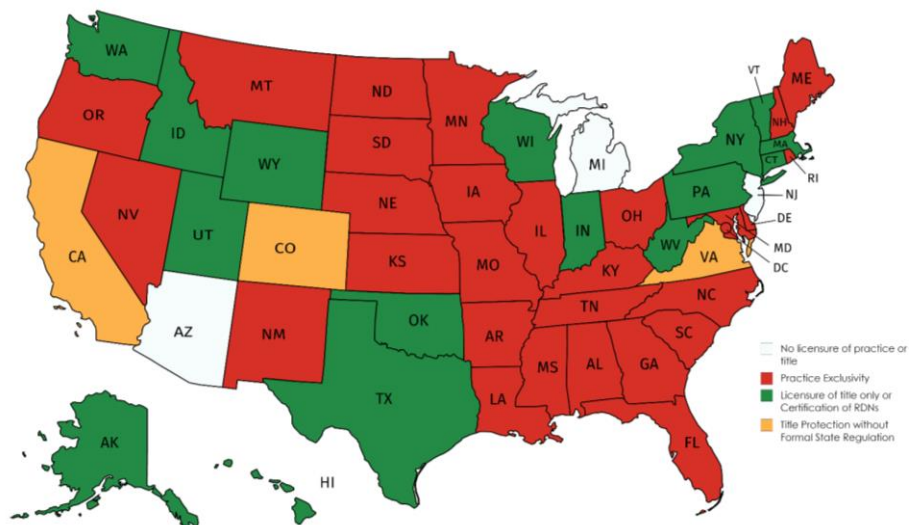 WA
MT
ND
MN
OR
ID
WY
SD
WI
MI
NY
VT
ME
NH
MA
CT
RI
NJ
PA
DE
MD
DC
NV
UT
CO
CA
NE
IA
IL
IN
OH
WV
VA
KS
MO
KY
NC
TN
SC
AZ
NM
OK
AR
MS
AL
GA
LA
TX
FL
AK
HI
No licensure of practice or
title
Practice Exclusivity
Licensure of title only or
Certification of RDNs
Title Protection without
Formal State Regulation